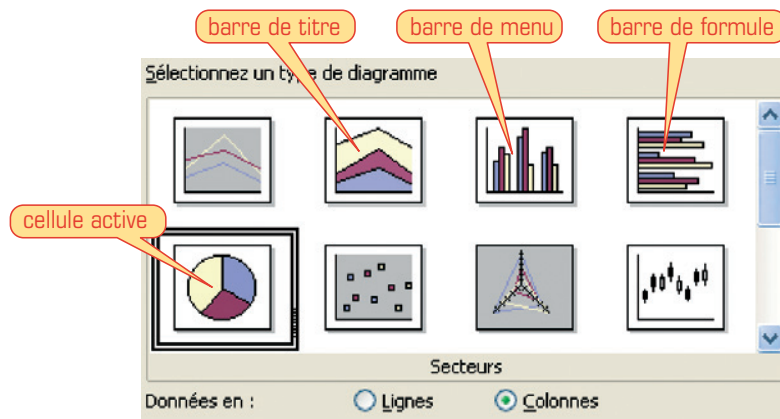 barre de titre
barre de menu
barre de formule
Sélectionnez un type de diagramme
cellule active
Secteurs
Données en :
Lignes
Colonnes